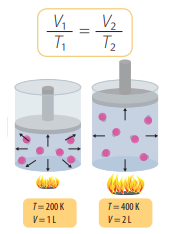 V₁/T₁ = V₂/T₂
T = 200 K
V = 1 L
T = 400 K
V = 2 L